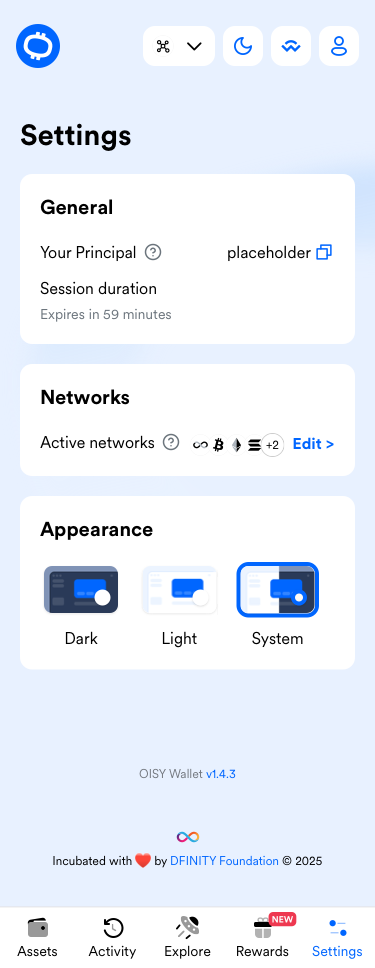 Settings
General
Your Principal
placeholder
Session duration
Expires in 59 minutes
Networks
Active networks
+2
Edit >
Appearance
Dark
Light
System
OISY Wallet v1.4.3
Incubated with ❤️ by DFINITY Foundation © 2025
NEW
Assets
Activity
Explore
Rewards
Settings